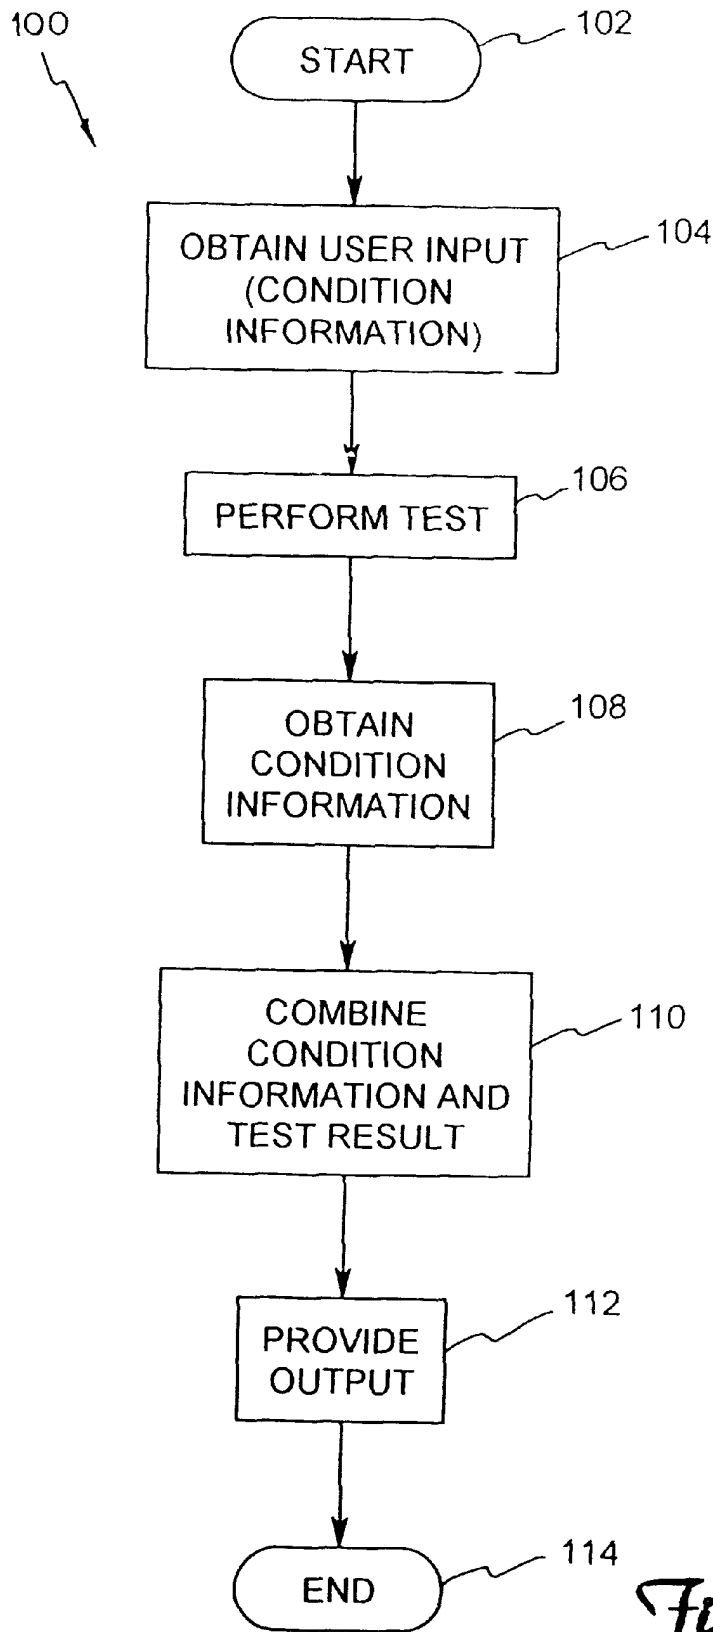 100
START
102
OBTAIN USER INPUT
(CONDITION
INFORMATION)
104
PERFORM TEST
106
OBTAIN
CONDITION
INFORMATION
108
COMBINE
CONDITION
INFORMATION AND
TEST RESULT
110
PROVIDE
OUTPUT
112
END
114